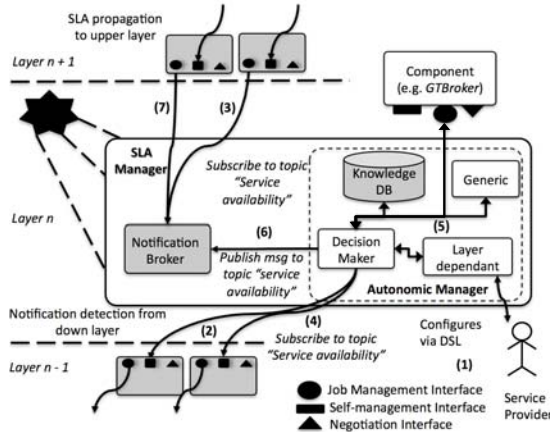 SLA propagation
to upper layer
Layer n + 1
(7)
(3)
Component
(e.g. GTBroker)
SLA
Manager
Subscribe to topic
"Service
availability"
Knowledge
DB
Generic
Layer n
(6)
(5)
Notification
Broker
Decision
Maker
Layer
dependant
Publish msg to
topic "service
availability"
Autonomic Manager
Notification detection from
down layer
(2)
(4)
Subscribe to topic
"Service availability"
Configures
via DSL
(1)
Layer n - 1
Service
Provider
Job Management Interface
Self-management Interface
Negotiation Interface